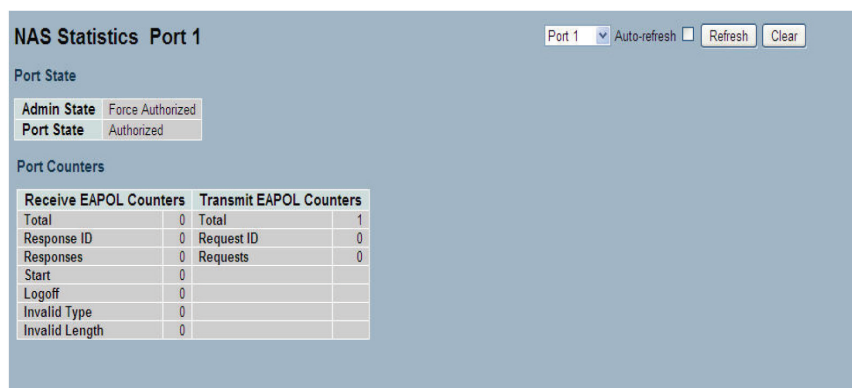 NAS Statistics Port 1
Port 1 Auto-refresh Refresh Clear
Port State
Admin State Force Authorized
Port State Authorized
Port Counters
Receive EAPOL Counters Transmit EAPOL Counters
Total 0 Total 1
Response ID 0 Request ID 0
Responses 0 Requests 0
Start 0
Logoff 0
Invalid Type 0
Invalid Length 0